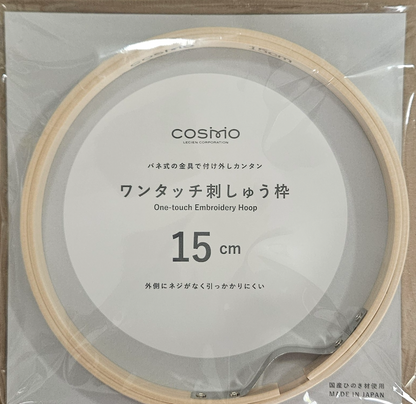 COSMO 15cm
COSMO
LECIEN CORPORATION
バネ式の金具で付け外しカンタン
ワンタッチ刺しゅう枠
One-touch Embroidery Hoop
15 cm
外側にネジがなく引っかかりにくい
国産ひのき材使用
MADE IN JAPAN